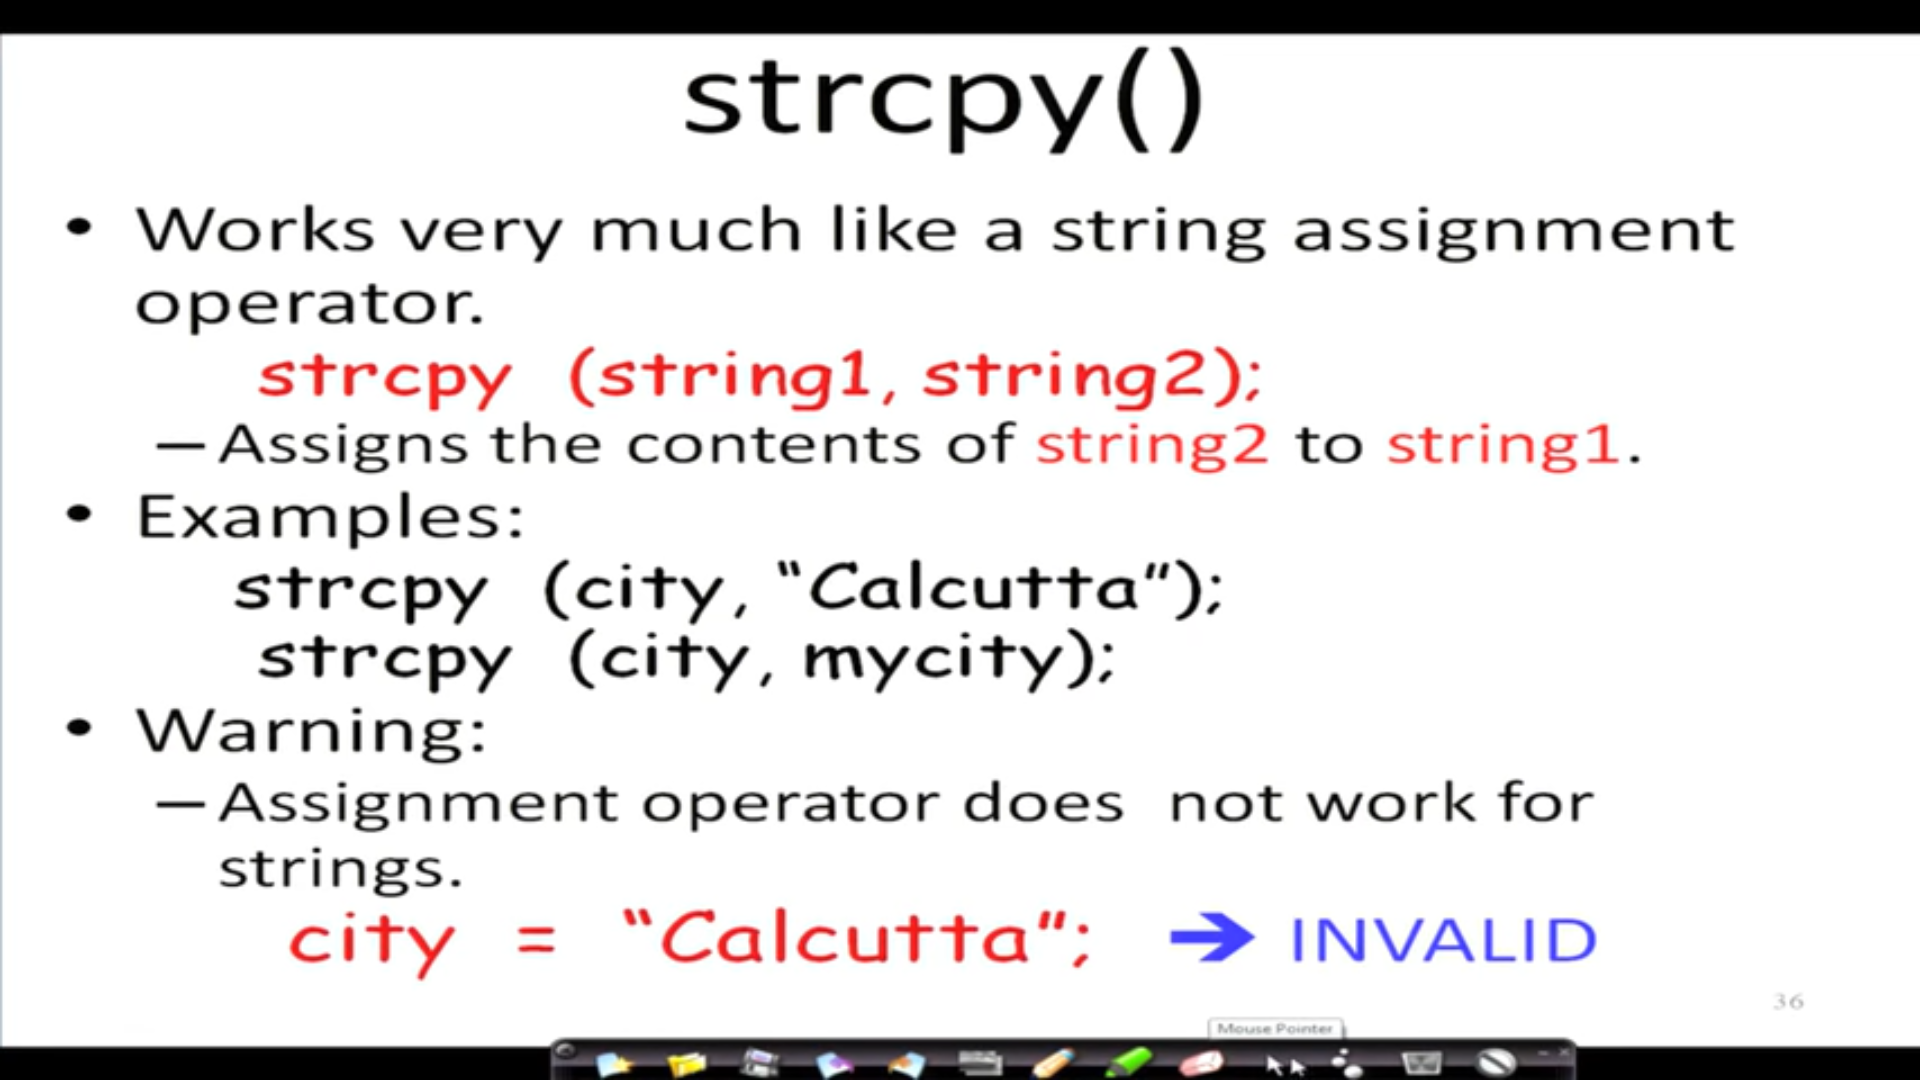 strcpy()
• Works very much like a string assignment
operator.
strcpy (string1, string2);
– Assigns the contents of string2 to string1.
• Examples:
strcpy (city, “Calcutta”);
strcpy (city, mycity);
• Warning:
– Assignment operator does not work for
strings.
city = “Calcutta”; ➔ INVALID
36
Mouse Pointer